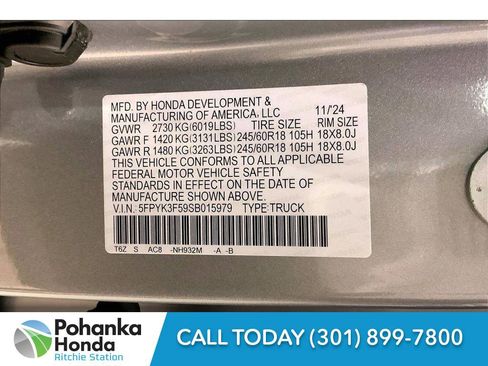 MFD. BY HONDA DEVELOPMENT &
MANUFACTURING OF AMERICA, LLC 11/'24
GVWR 2730 KG(6019LBS) TIRE SIZE RIM SIZE
GAWR F 1420 KG(3131LBS) 245/60R18 105H 18X8.0J
GAWR R 1480 KG(3263LBS) 245/60R18 105H 18X8.0J
THIS VEHICLE CONFORMS TO ALL APPLICABLE
FEDERAL MOTOR VEHICLE SAFETY
STANDARDS IN EFFECT ON THE DATE OF
MANUFACTURE SHOWN ABOVE.
V.I.N. 5FPYK3F59SB015979 TYPE:TRUCK
T6Z S AC8 -NH932M -A -B
Pohanka
Honda
Ritchie Station
CALL TODAY (301) 899-7800